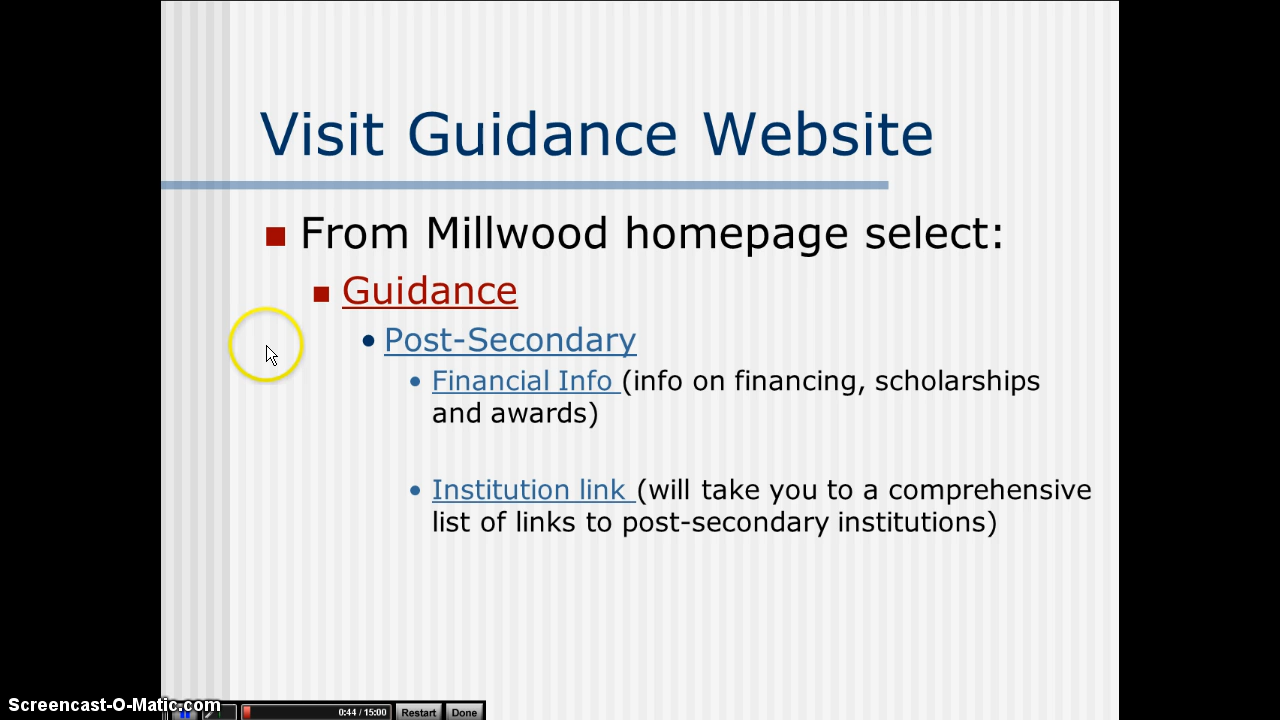 Visit Guidance Website
From Millwood homepage select:
Guidance
Post-Secondary
Financial Info (info on financing, scholarships
and awards)
Institution link (will take you to a comprehensive
list of links to post-secondary institutions)
Screencast-O-Matic.com
0:44 / 15:00 Restart Done